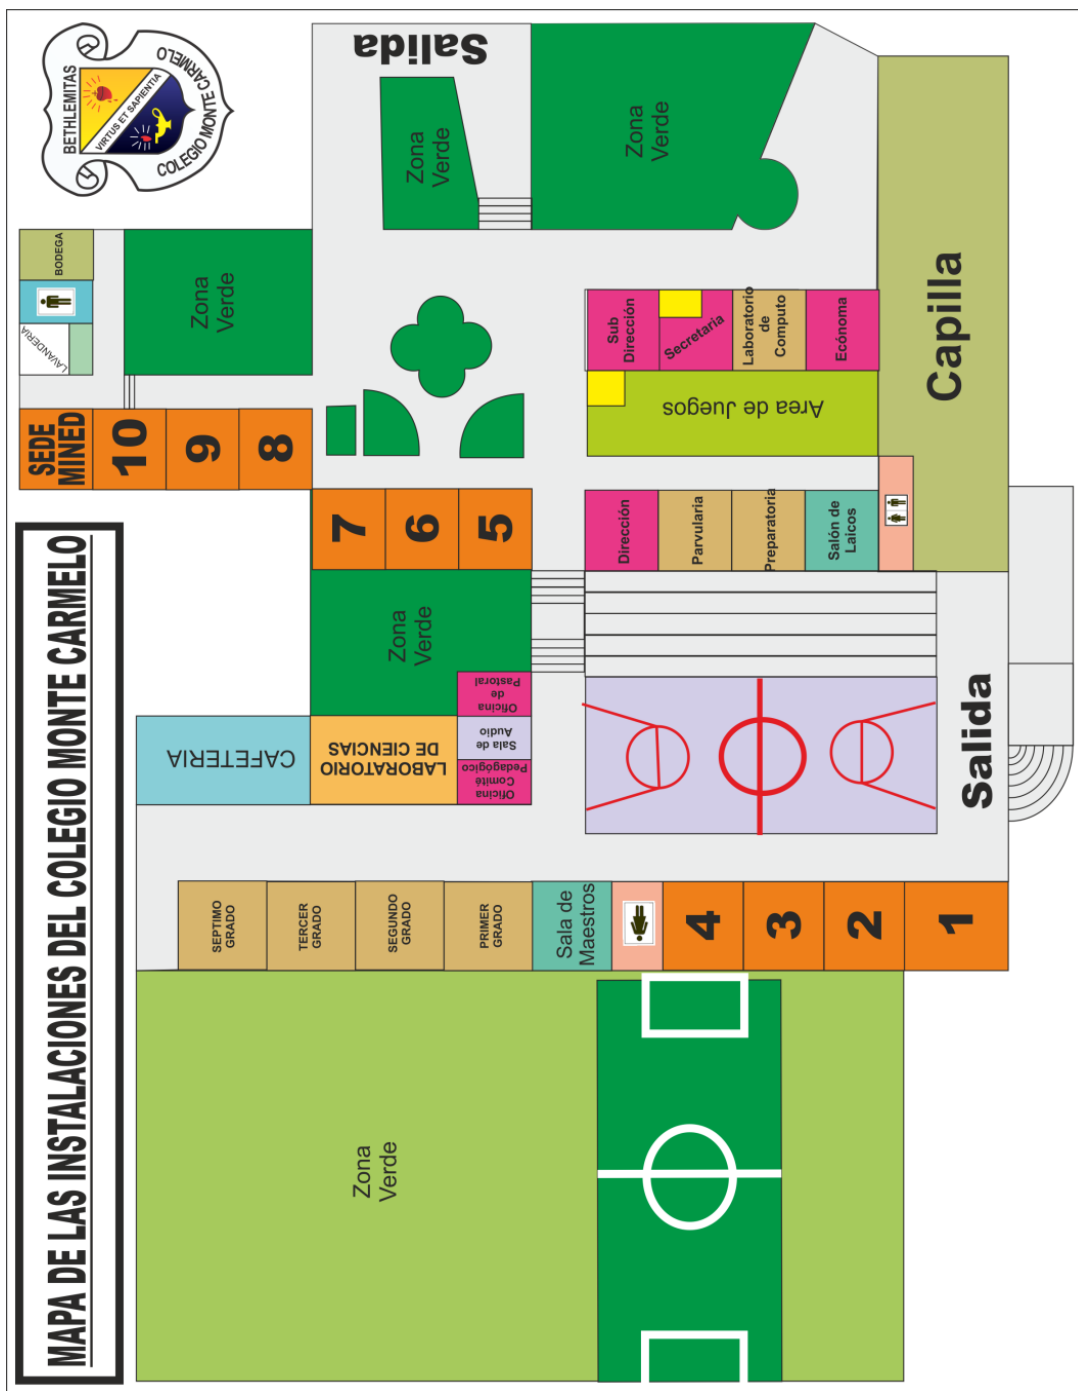 MAPA DE LAS INSTALACIONES DEL COLEGIO MONTE CARMELO
BETHLEMITAS
VIRTUS ET SAPIENTIA
COLEGIO MONTE CARMELO
BODEGA
LAVANDERIA
Zona
Verde
SEDE
MINED
10
9
8
7
6
5
Salida
Zona
Verde
Zona
Verde
Sub
Dirección
Secretaria
Laboratorio
de
Computo
Ecónoma
Area de Juegos
Capilla
Dirección
Parvularia
Preparatoria
Salón de
Laicos
Zona
Verde
Oficina
de
Pastoral
Sala de
Audio
Oficina
Comité
Pedagógico
CAFETERIA
LABORATORIO
DE CIENCIAS
Salida
SEPTIMO
GRADO
TERCER
GRADO
SEGUNDO
GRADO
PRIMER
GRADO
Sala de
Maestros
4
3
2
1
Zona
Verde